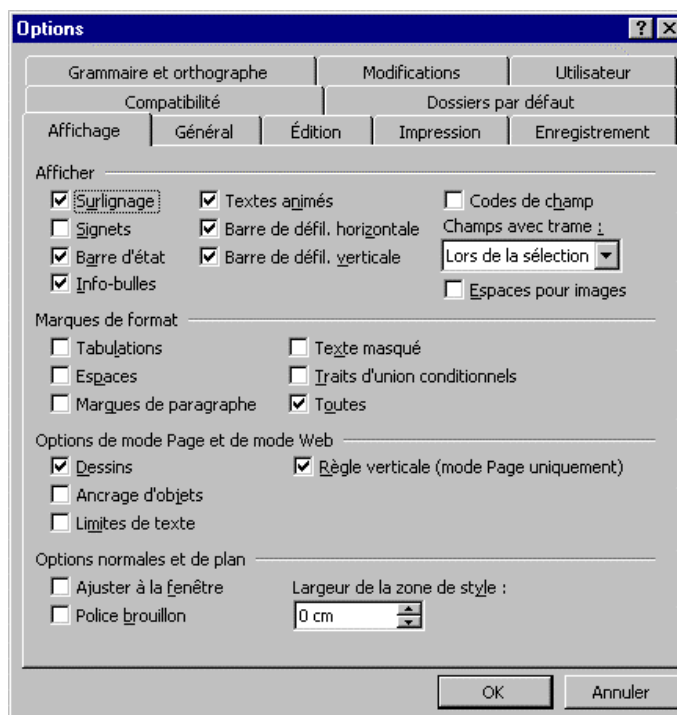 Options
Grammaire et orthographe Modifications Utilisateur
Compatibilité Dossiers par défaut
Affichage Général Édition Impression Enregistrement
Afficher
Surlignage Textes animés Codes de champ
Signets Barre de défil. horizontale Champs avec trame :
Barre d'état Barre de défil. verticale Lors de la sélection
Info-bulles Espaces pour images
Marques de format
Tabulations Texte masqué
Espaces Traits d'union conditionnels
Marques de paragraphe Toutes
Options de mode Page et de mode Web
Dessins Règle verticale (mode Page uniquement)
Ancrage d'objets
Limites de texte
Options normales et de plan
Ajuster à la fenêtre Largeur de la zone de style :
Police brouillon 0 cm
OK Annuler